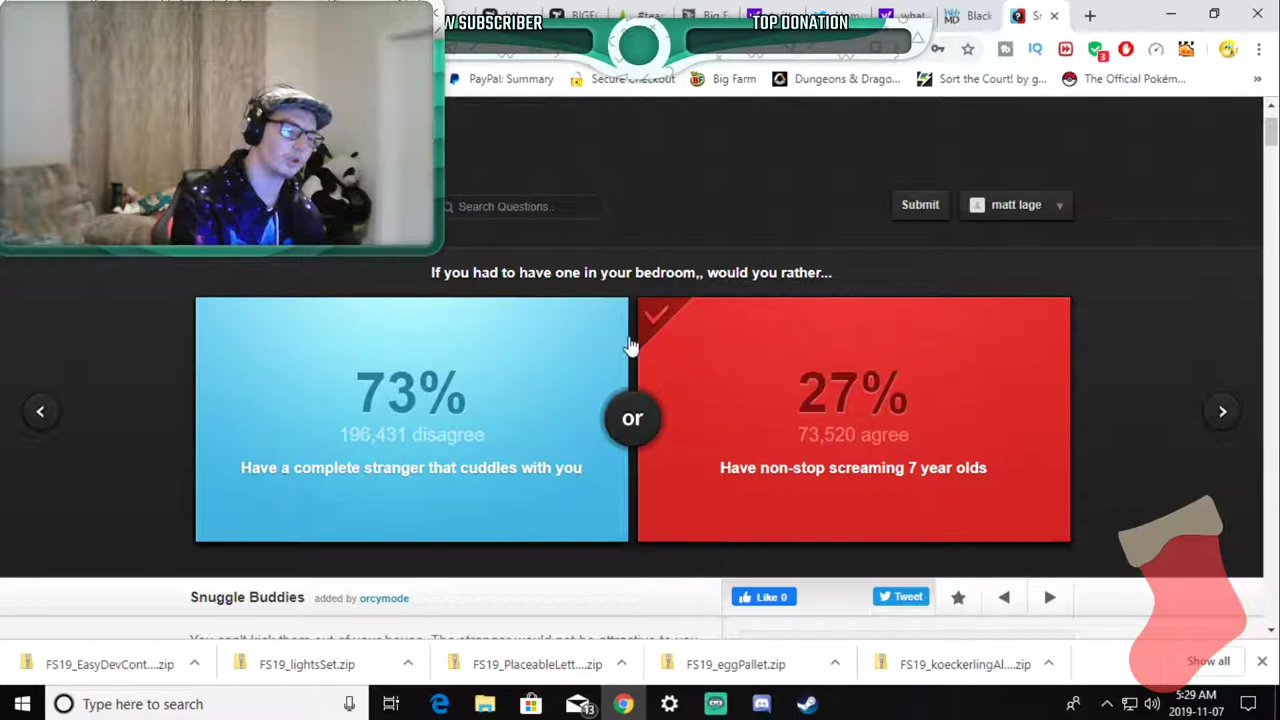 W SUBSCRIBER
TOP DONATION
Black
PayPal: Summary
Secure Checkout
Big Farm
Dungeons & Drago...
Sort the Court! by g...
The Official Pokém...
»
IQ
3
Search Questions..
Submit
matt lage
If you had to have one in your bedroom,, would you rather...
73%
196,431 disagree
Have a complete stranger that cuddles with you
or
27%
73,520 agree
Have non-stop screaming 7 year olds
Snuggle Buddies added by orcymode
Like 0
Tweet
FS19_EasyDevCont....zip
FS19_lightsSet.zip
FS19_PlaceableLett....zip
FS19_eggPallet.zip
FS19_koeckerlingAl....zip
Show all
Type here to search
13
5:29 AM
2019-11-07